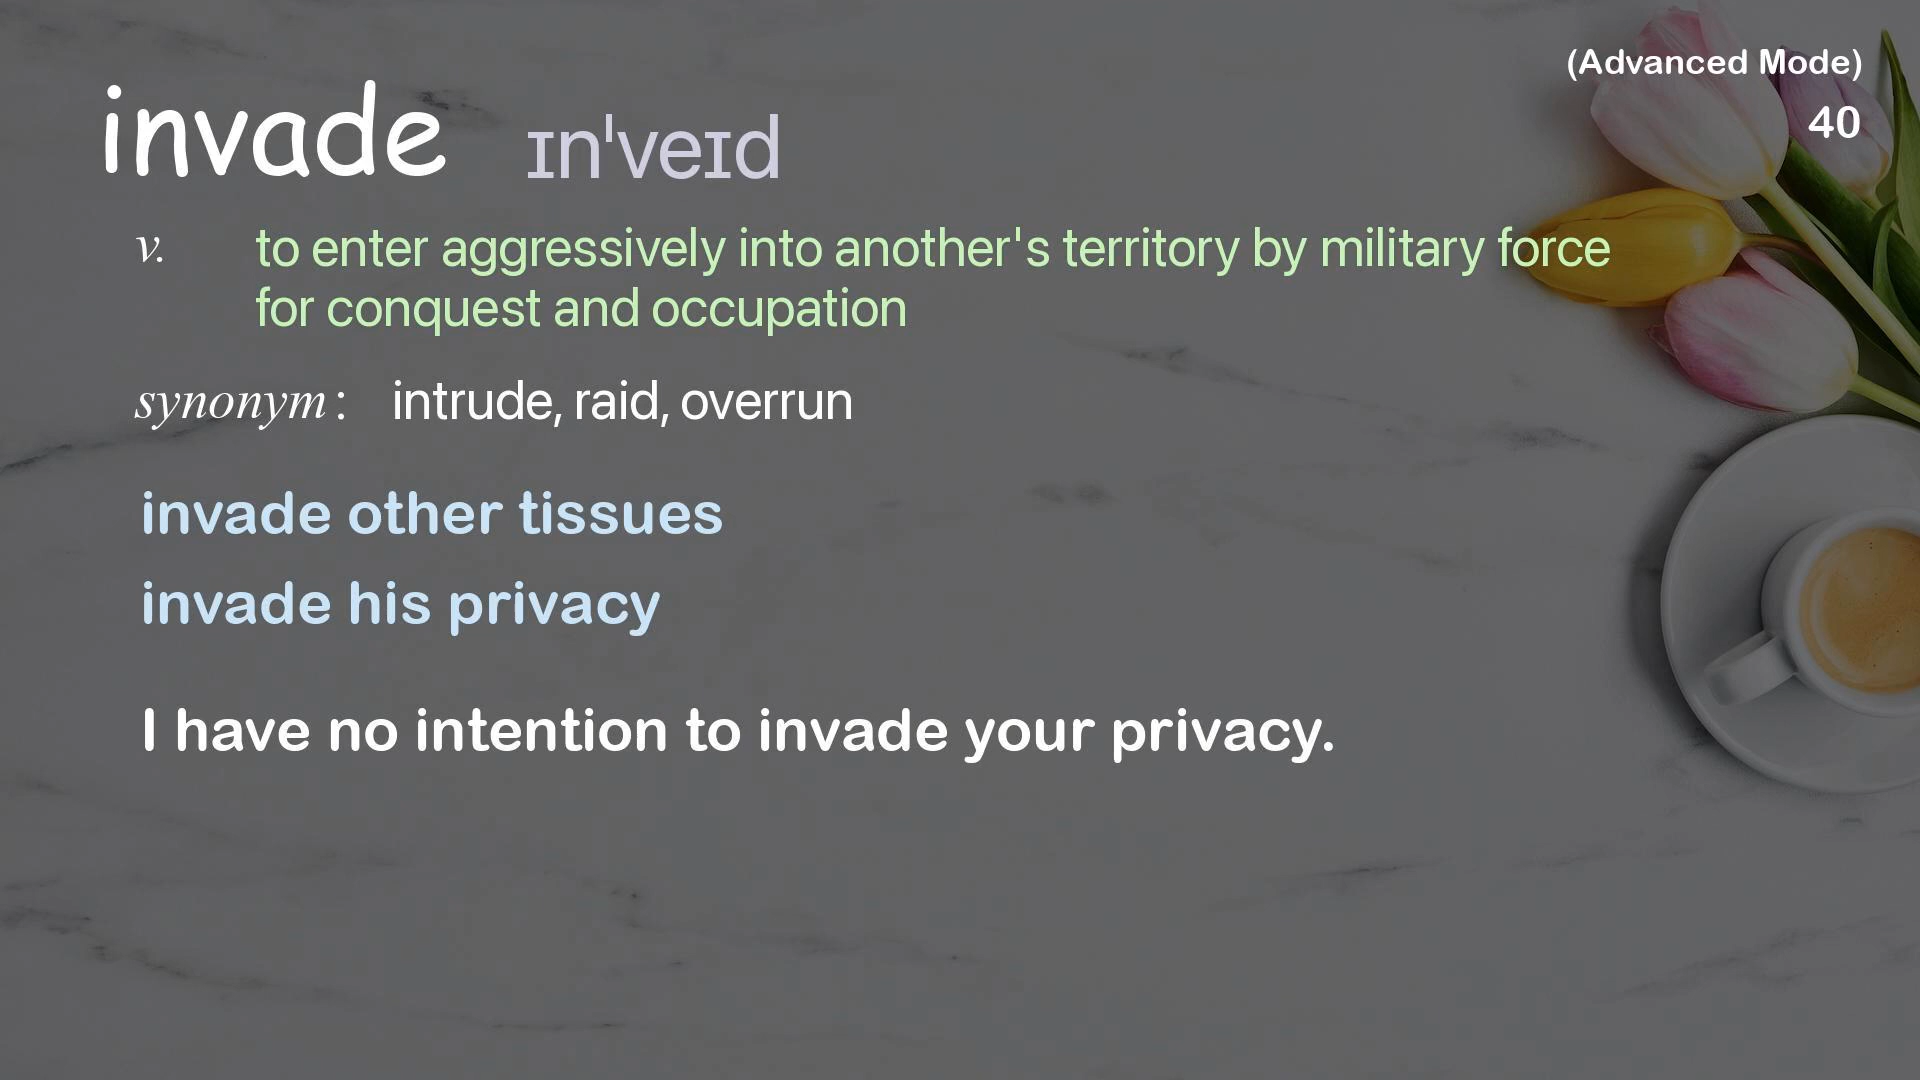 (Advanced Mode)
40
invade ɪnˈveɪd
v. to enter aggressively into another's territory by military force
for conquest and occupation
synonym : intrude, raid, overrun
invade other tissues
invade his privacy
I have no intention to invade your privacy.